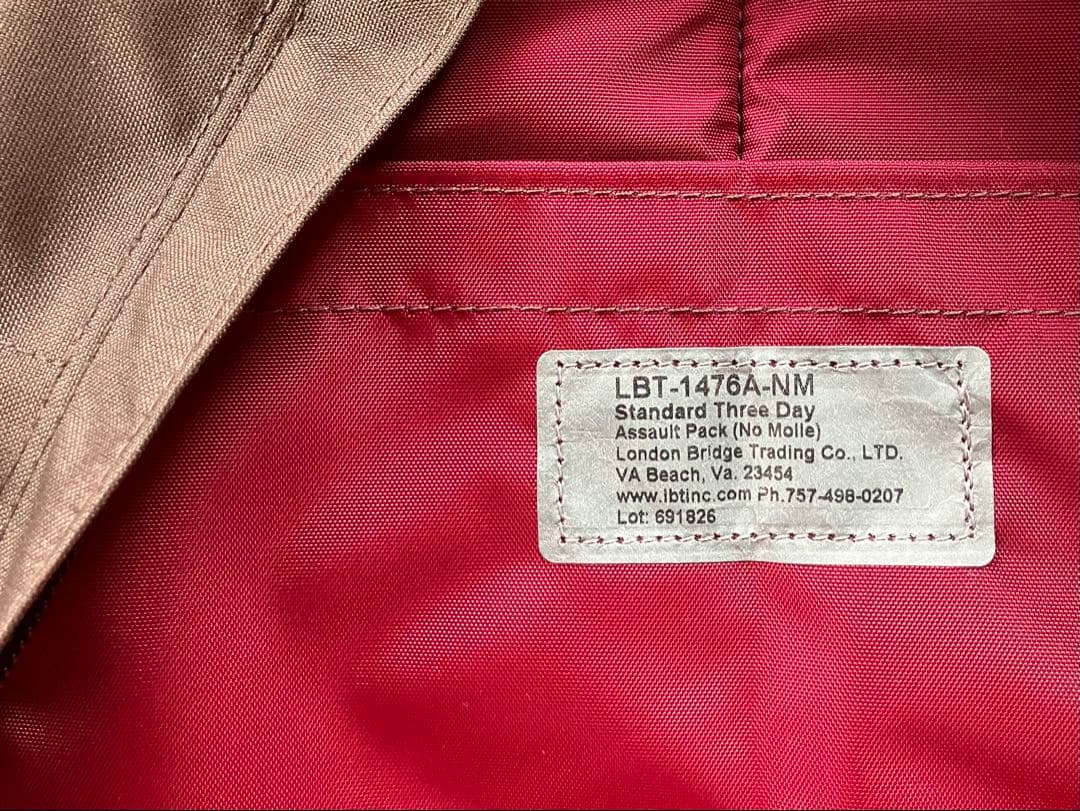 LBT-1476A-NM
Standard Three Day
Assault Pack (No Molle)
London Bridge Trading Co., LTD.
VA Beach, Va. 23454
www.lbtinc.com Ph.757-498-0207
Lot: 691826